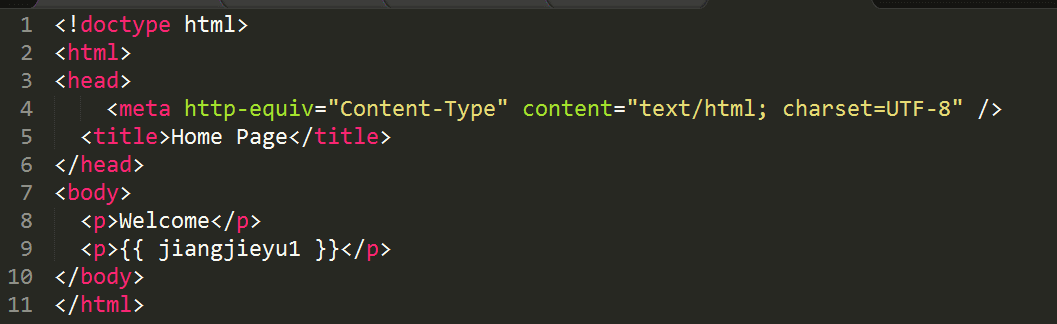 1 <!doctype html>
2 <html>
3 <head>
4 <meta http-equiv="Content-Type" content="text/html; charset=UTF-8" />
5 <title>Home Page</title>
6 </head>
7 <body>
8 <p>Welcome</p>
9 <p>{{ jiangjieyu1 }}</p>
10 </body>
11 </html>